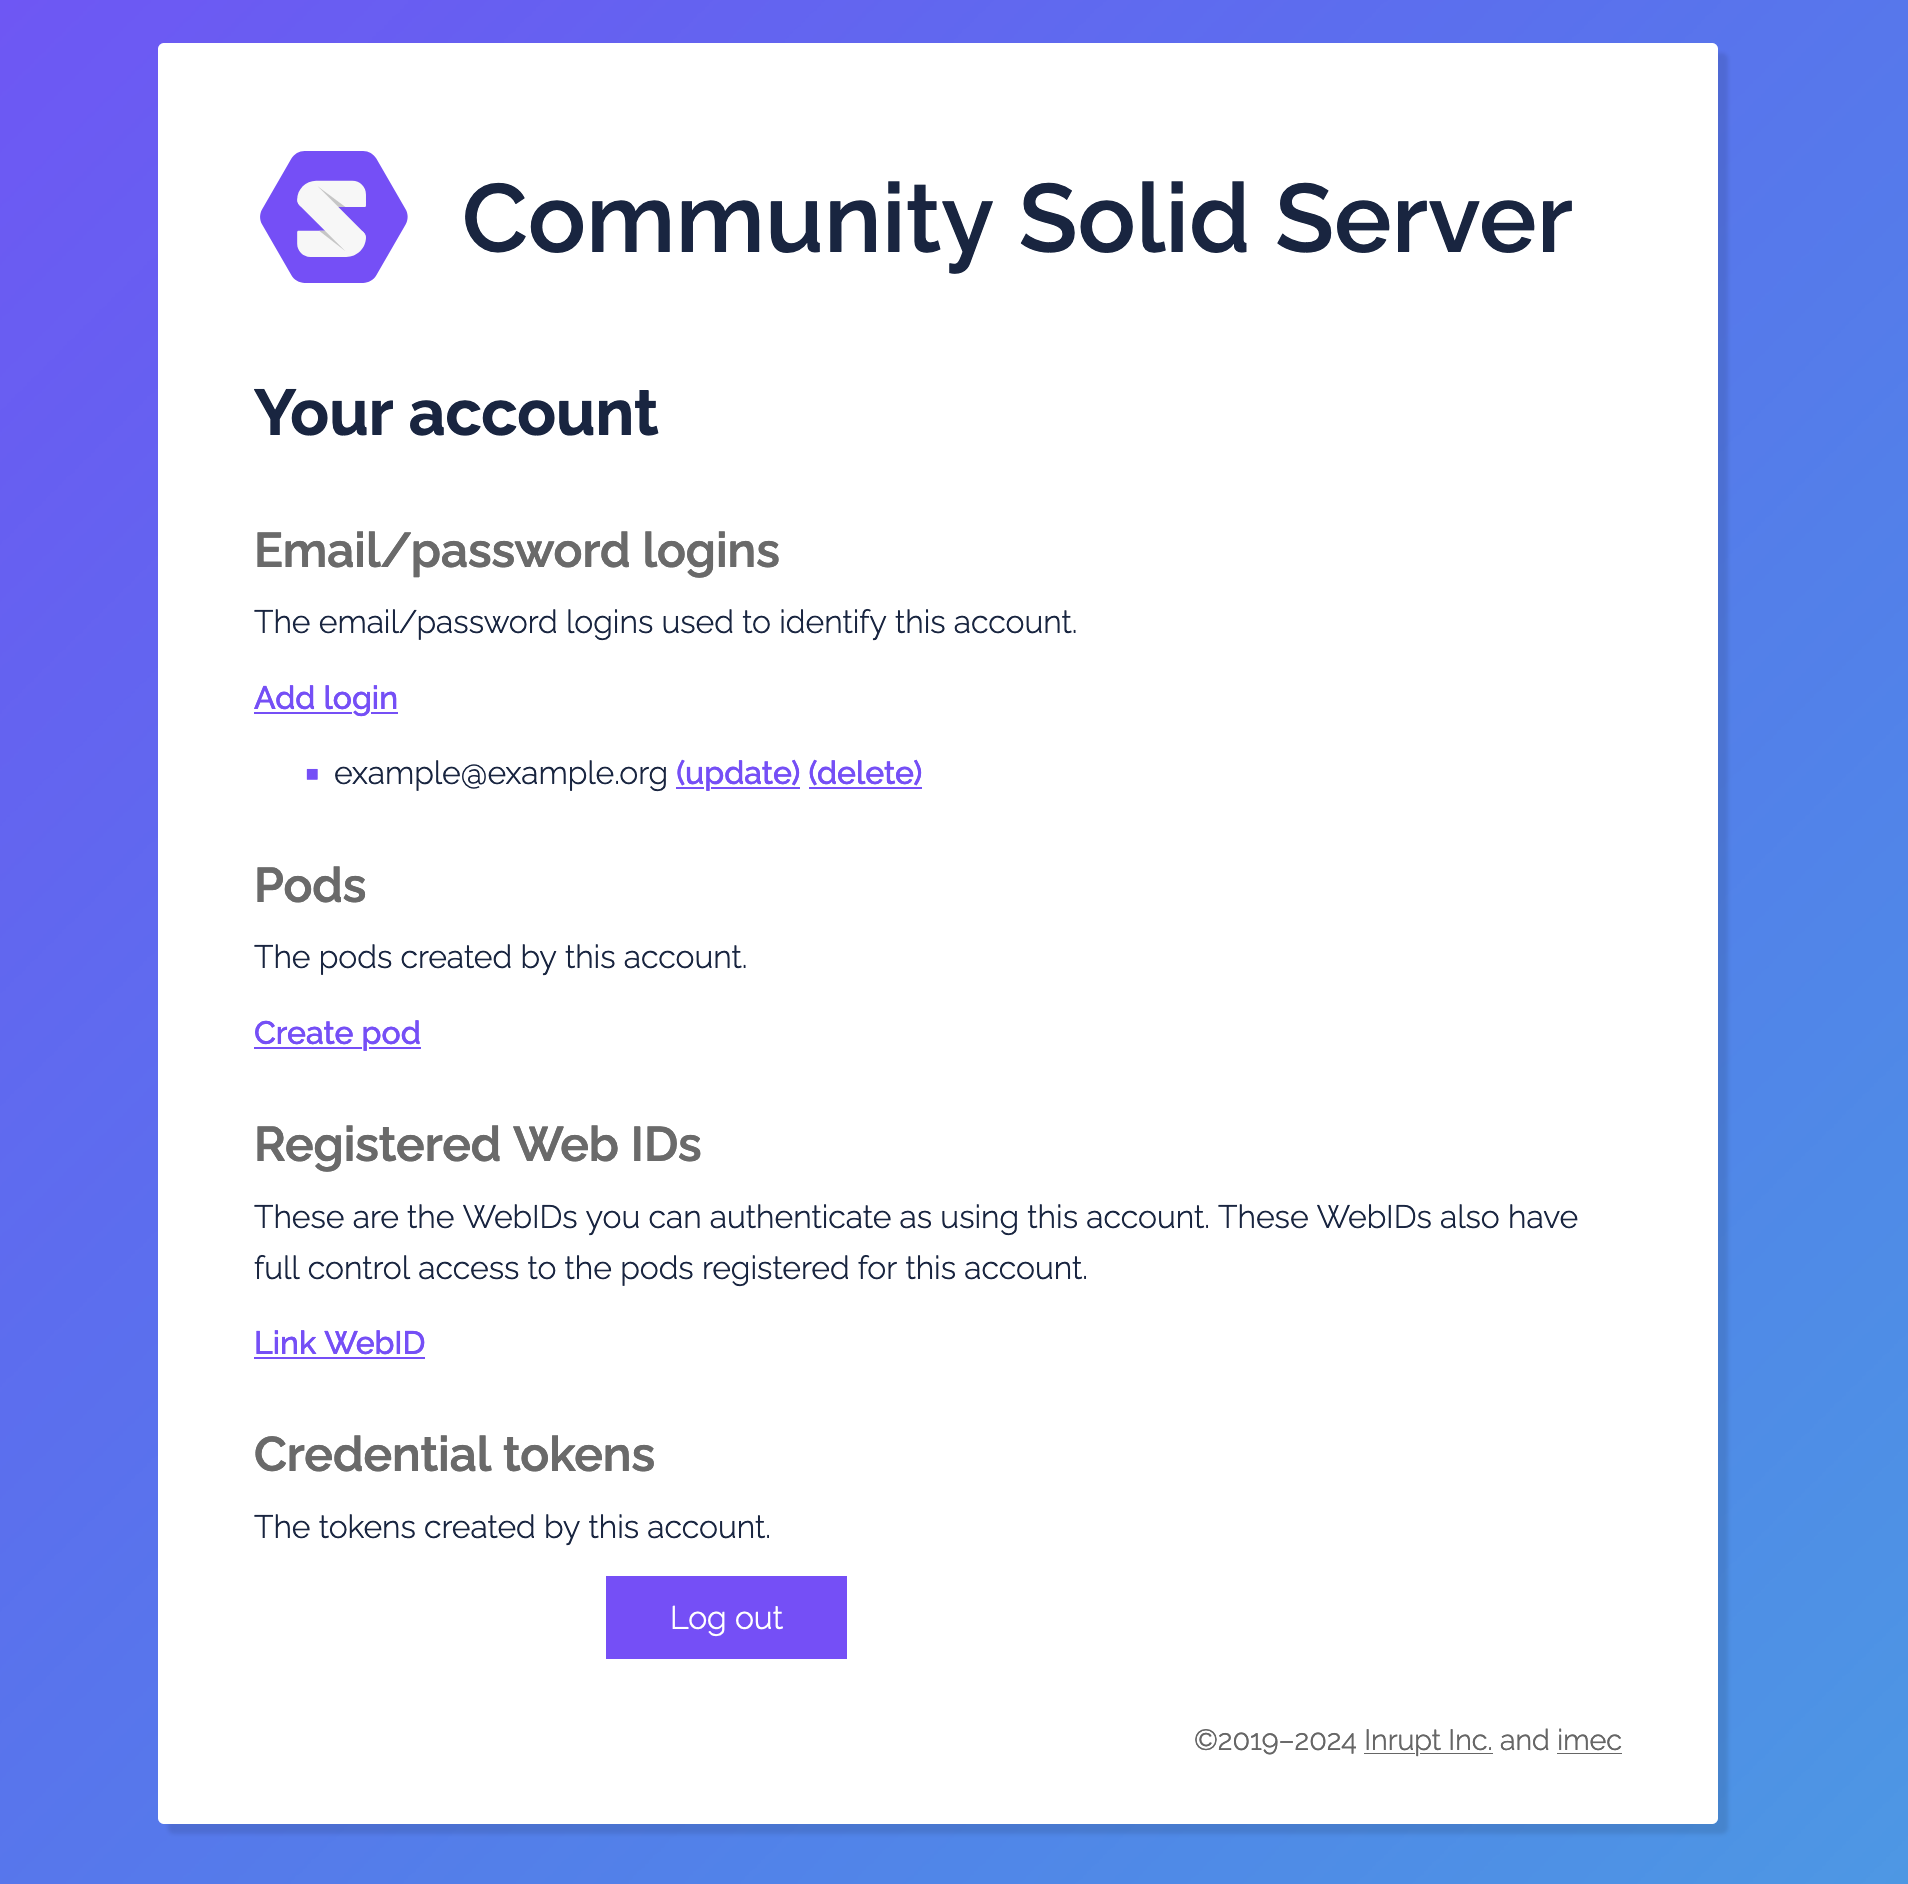 Community Solid Server
Your account
Email/password logins
The email/password logins used to identify this account.
Add login
example@example.org (update) (delete)
Pods
The pods created by this account.
Create pod
Registered Web IDs
These are the WebIDs you can authenticate as using this account. These WebIDs also have
full control access to the pods registered for this account.
Link WebID
Credential tokens
The tokens created by this account.
Log out
©2019–2024 Inrupt Inc. and imec